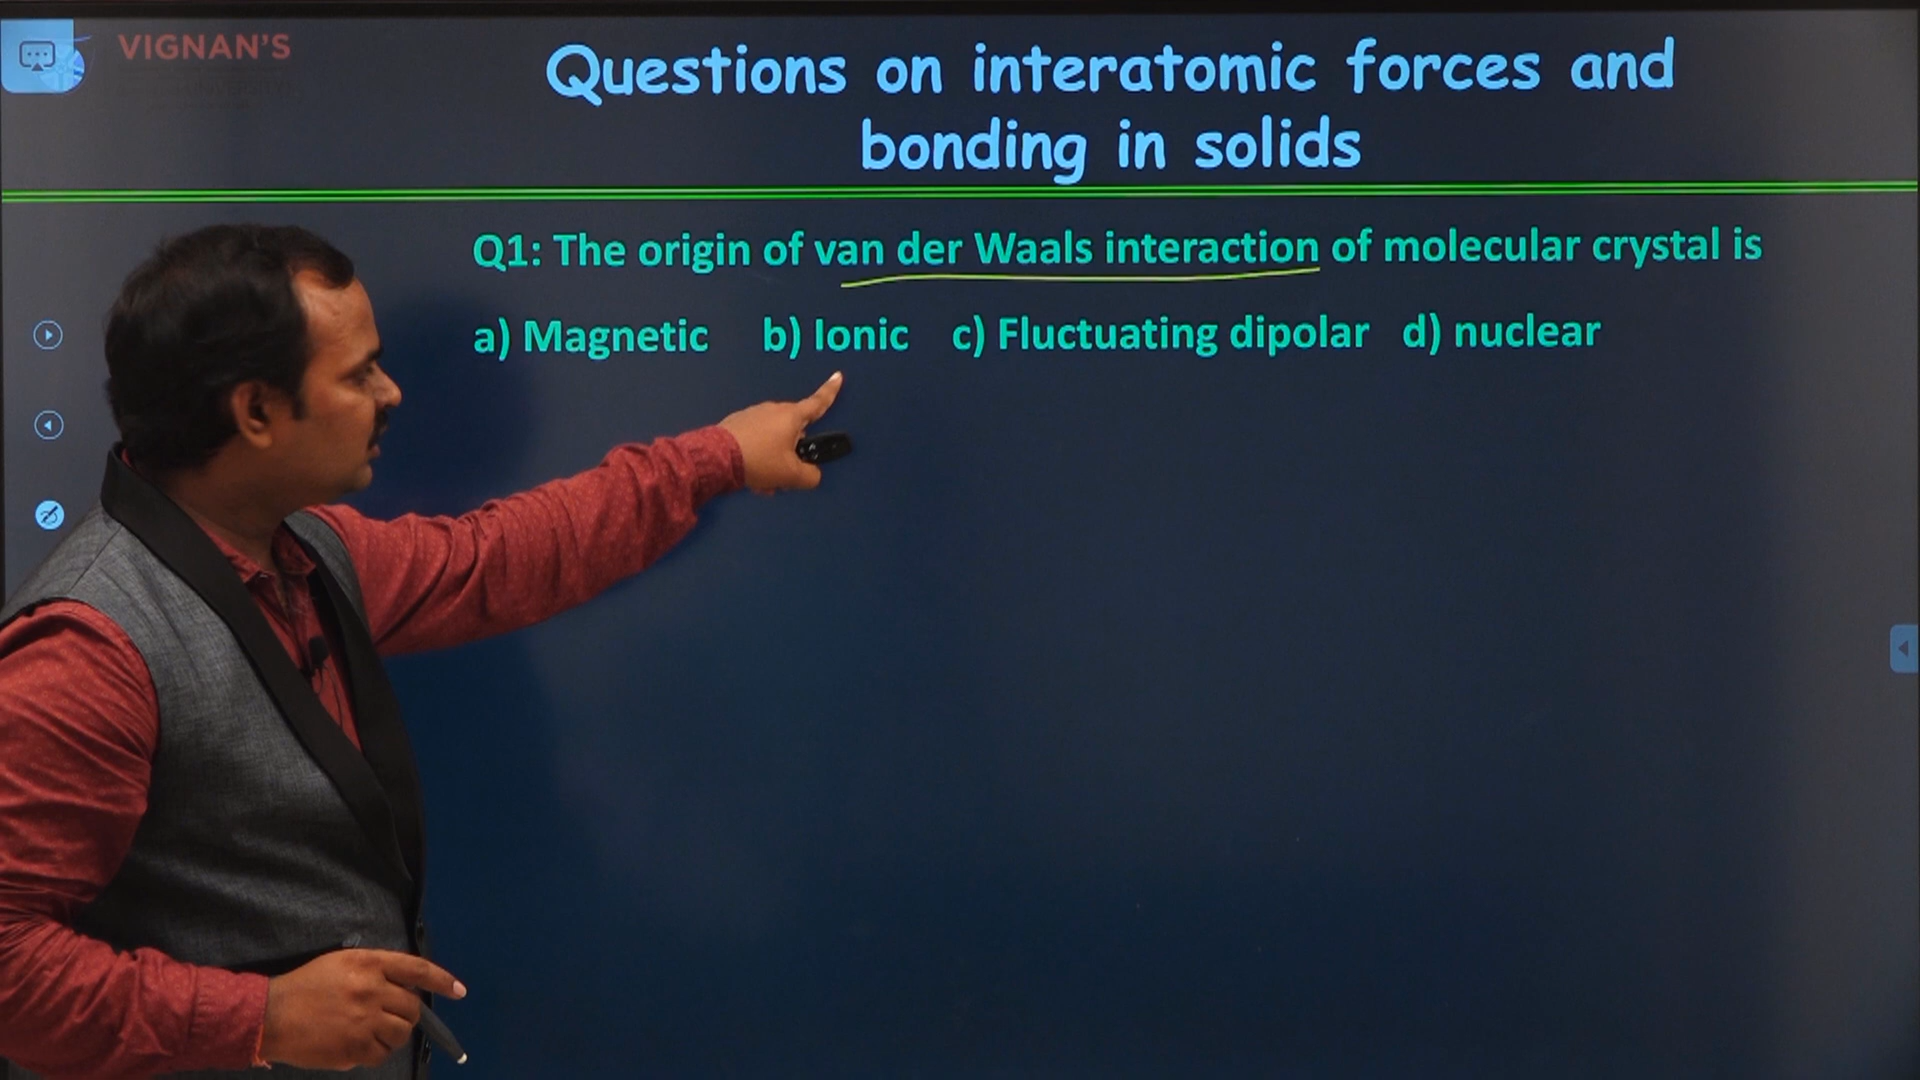 VIGNAN'S
Questions on interatomic forces and
bonding in solids
Q1: The origin of van der Waals interaction of molecular crystal is
a) Magnetic b) Ionic c) Fluctuating dipolar d) nuclear